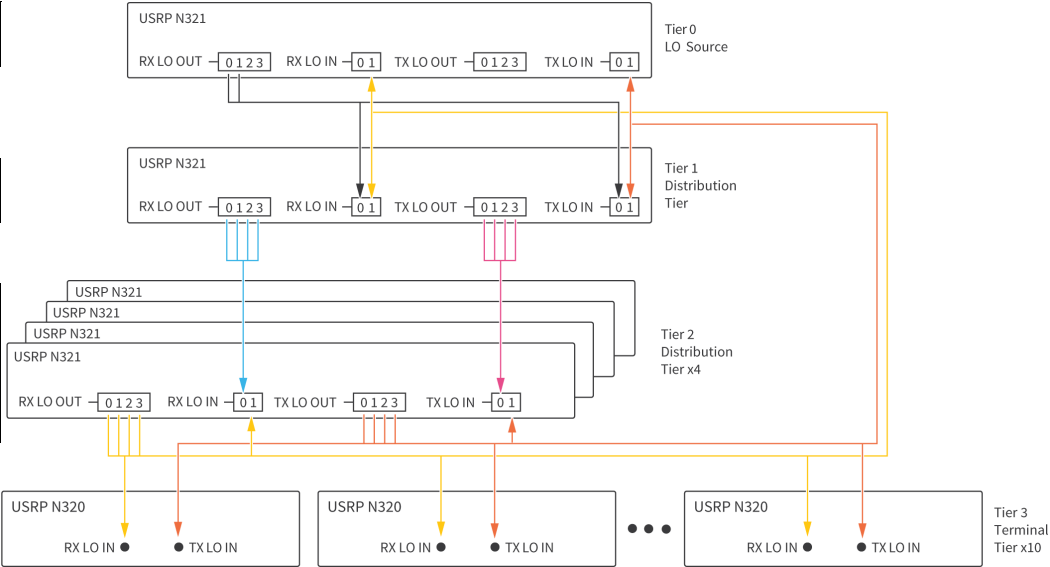 USRP N321
Tier 0
LO Source
RX LO OUT 0 1 2 3 RX LO IN 0 1 TX LO OUT 0 1 2 3 TX LO IN 0 1
USRP N321
Tier 1
Distribution
Tier
RX LO OUT 0 1 2 3 RX LO IN 0 1 TX LO OUT 0 1 2 3 TX LO IN 0 1
USRP N321
USRP N321
USRP N321
USRP N321
Tier 2
Distribution
Tier x4
RX LO OUT 0 1 2 3 RX LO IN 0 1 TX LO OUT 0 1 2 3 TX LO IN 0 1
USRP N320
RX LO IN TX LO IN
USRP N320
RX LO IN TX LO IN
USRP N320
RX LO IN TX LO IN
Tier 3
Terminal
Tier x10